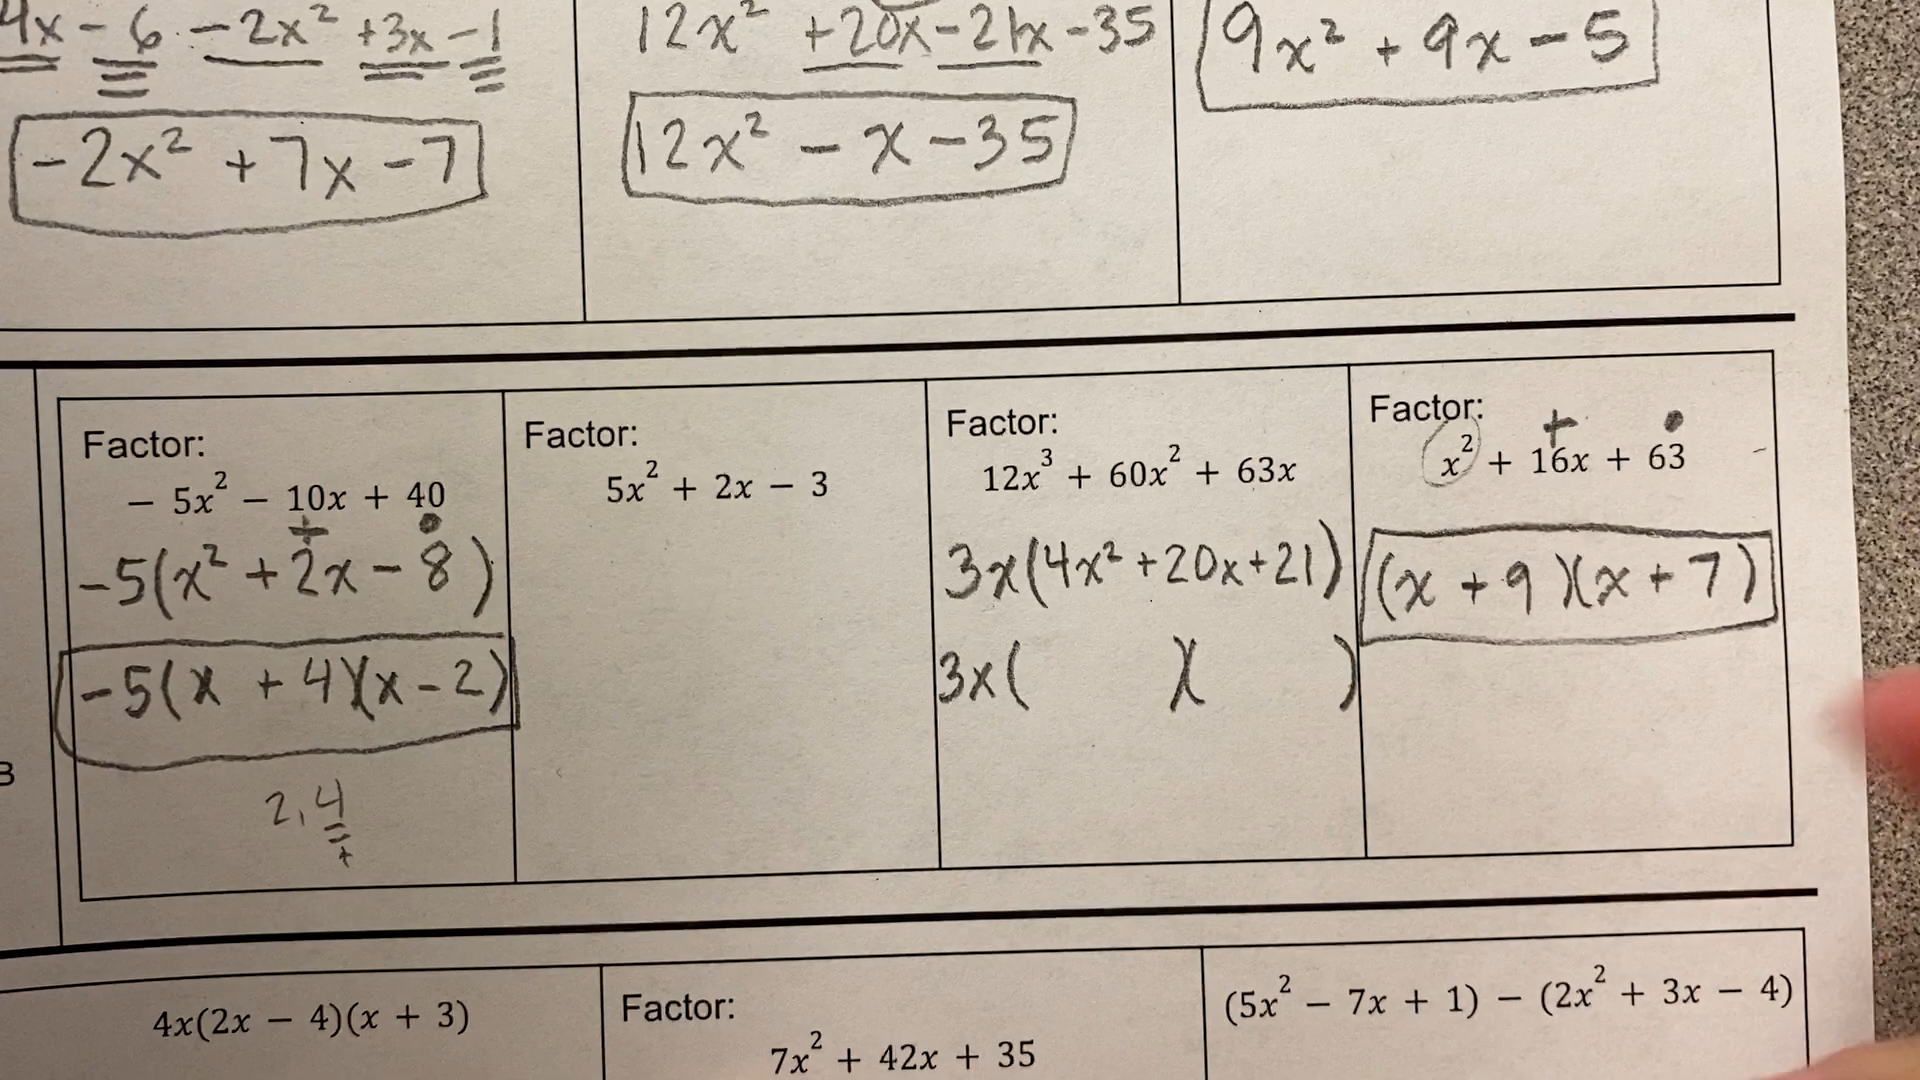 4x - 6 - 2x² + 3x - 1
-2x² + 7x - 7
12x² + 20x - 21x - 35
12x² - x - 35
9x² + 9x - 5
Factor:
- 5x² - 10x + 40
+ •
-5(x² + 2x - 8)
-5(x + 4)(x - 2)
2, 4
+
Factor:
5x² + 2x - 3
Factor:
12x³ + 60x² + 63x
3x(4x² + 20x + 21)
3x( )( )
Factor:
+ •
x² + 16x + 63
(x + 9)(x + 7)
3
4x(2x - 4)(x + 3)
Factor:
7x² + 42x + 35
(5x² - 7x + 1) - (2x² + 3x - 4)